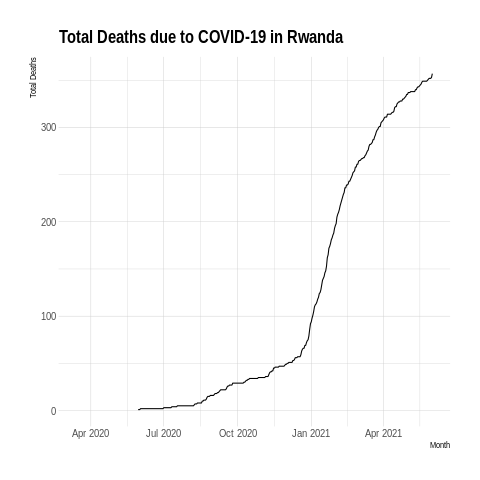 Total Deaths due to COVID-19 in Rwanda
Total Deaths
300
200
100
0
Apr 2020 Jul 2020 Oct 2020 Jan 2021 Apr 2021
Month